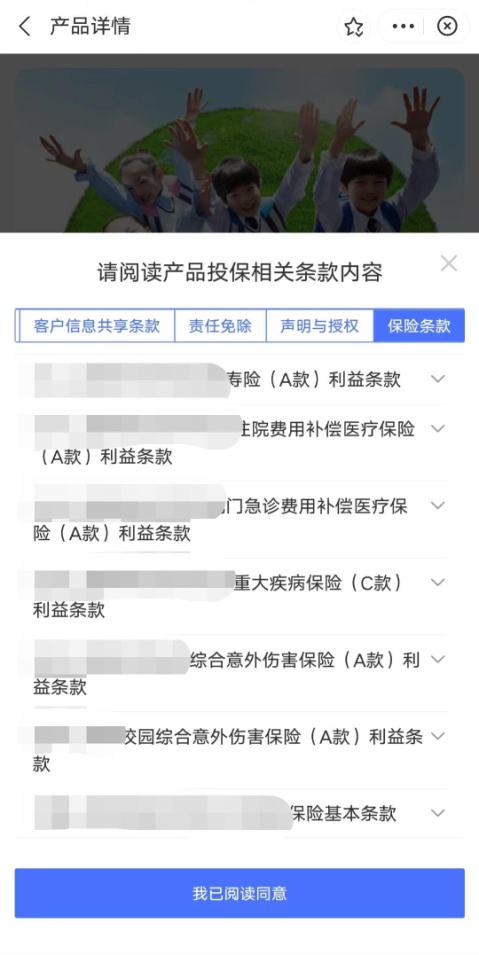 产品详情
请阅读产品投保相关条款内容
客户信息共享条款
责任免除
声明与授权
保险条款
寿险（A款）利益条款
住院费用补偿医疗保险
（A款）利益条款
门急诊费用补偿医疗保
险（A款）利益条款
重大疾病保险（C款）
利益条款
综合意外伤害保险（A款）利
益条款
校园综合意外伤害保险（A款）利益条
款
保险基本条款
我已阅读同意